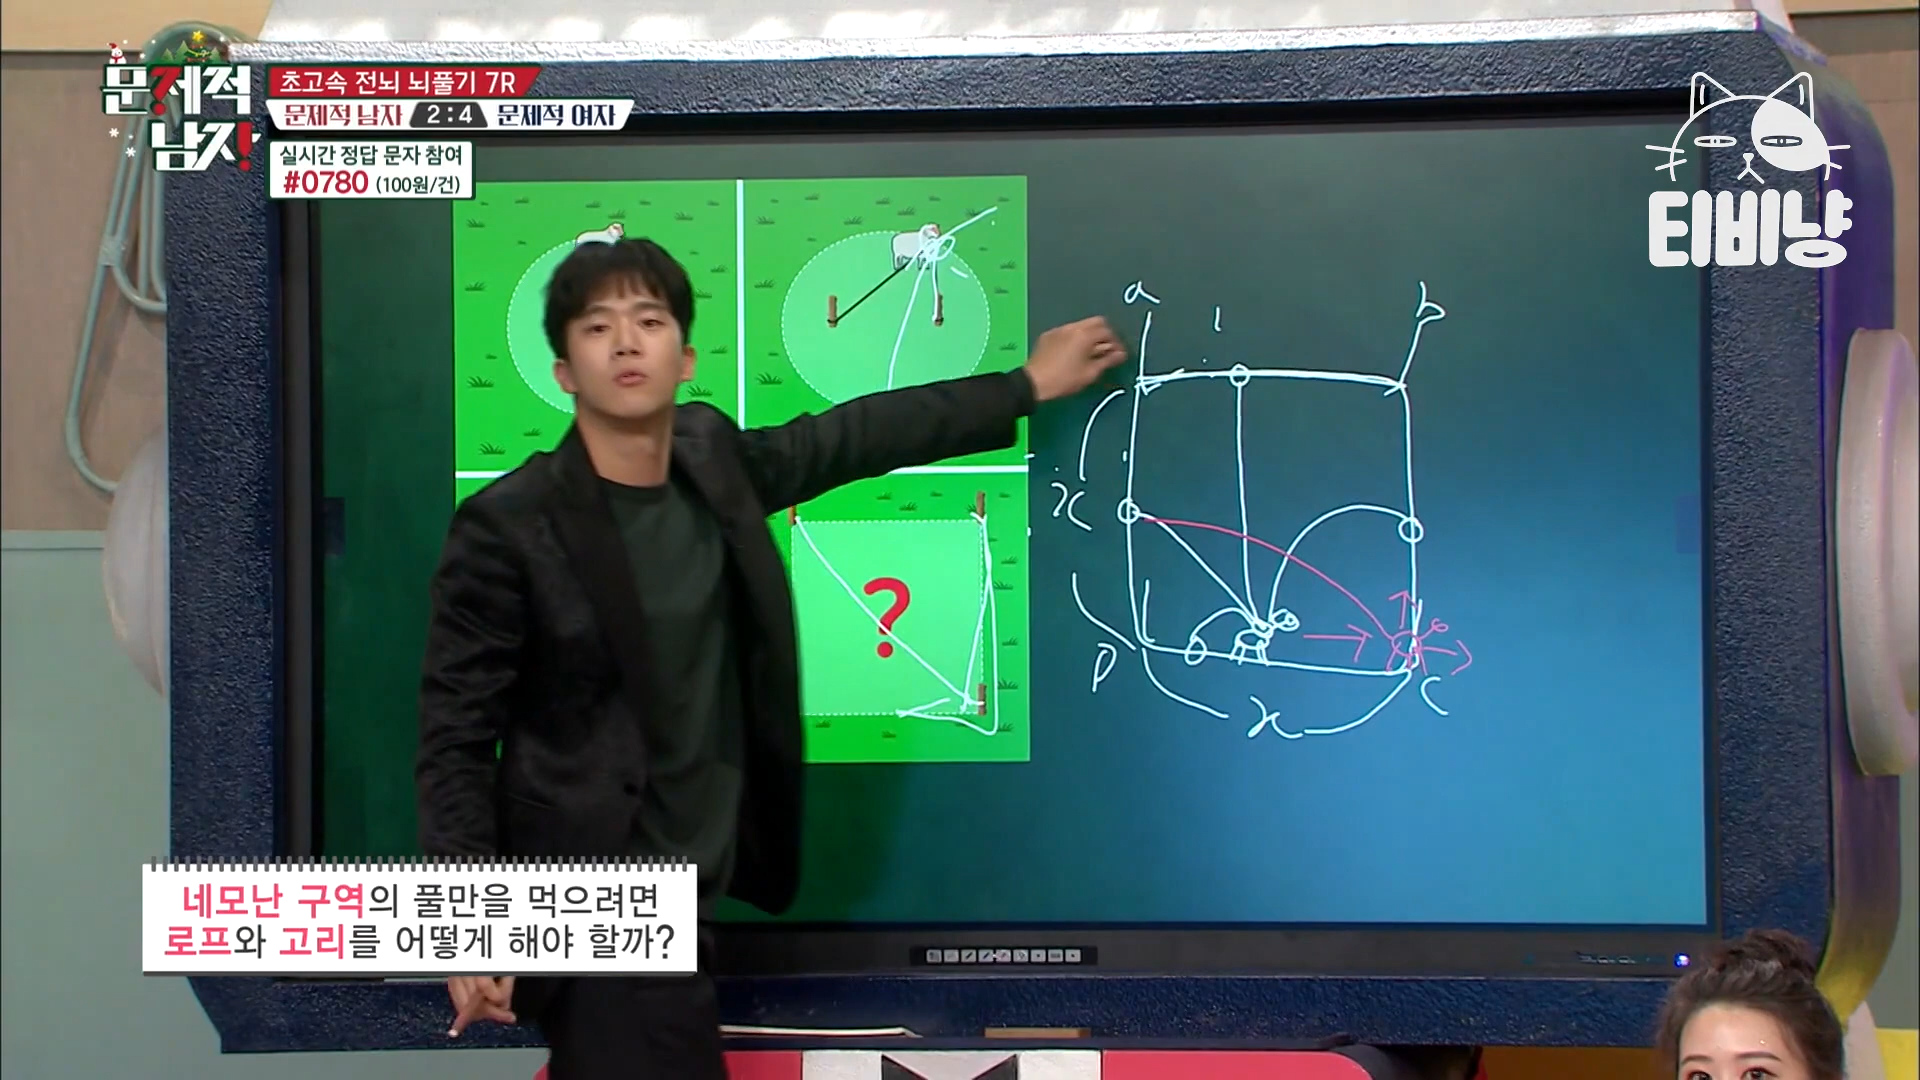 문제적
남자
초고속 전뇌 뇌풀기 7R
문제적 남자 2:4 문제적 여자
실시간 정답 문자 참여
#0780 (100원/건)
티비냥
a
b
1
x
?
D
C
x
네모난 구역의 풀만을 먹으려면
로프와 고리를 어떻게 해야 할까?